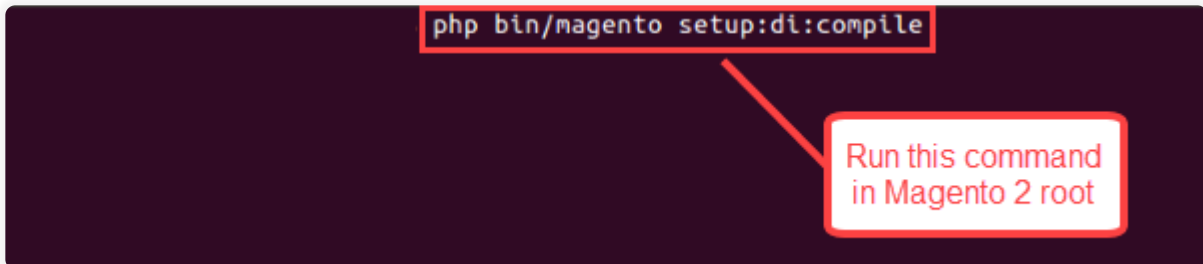 php bin/magento setup:di:compile
Run this command
in Magento 2 root